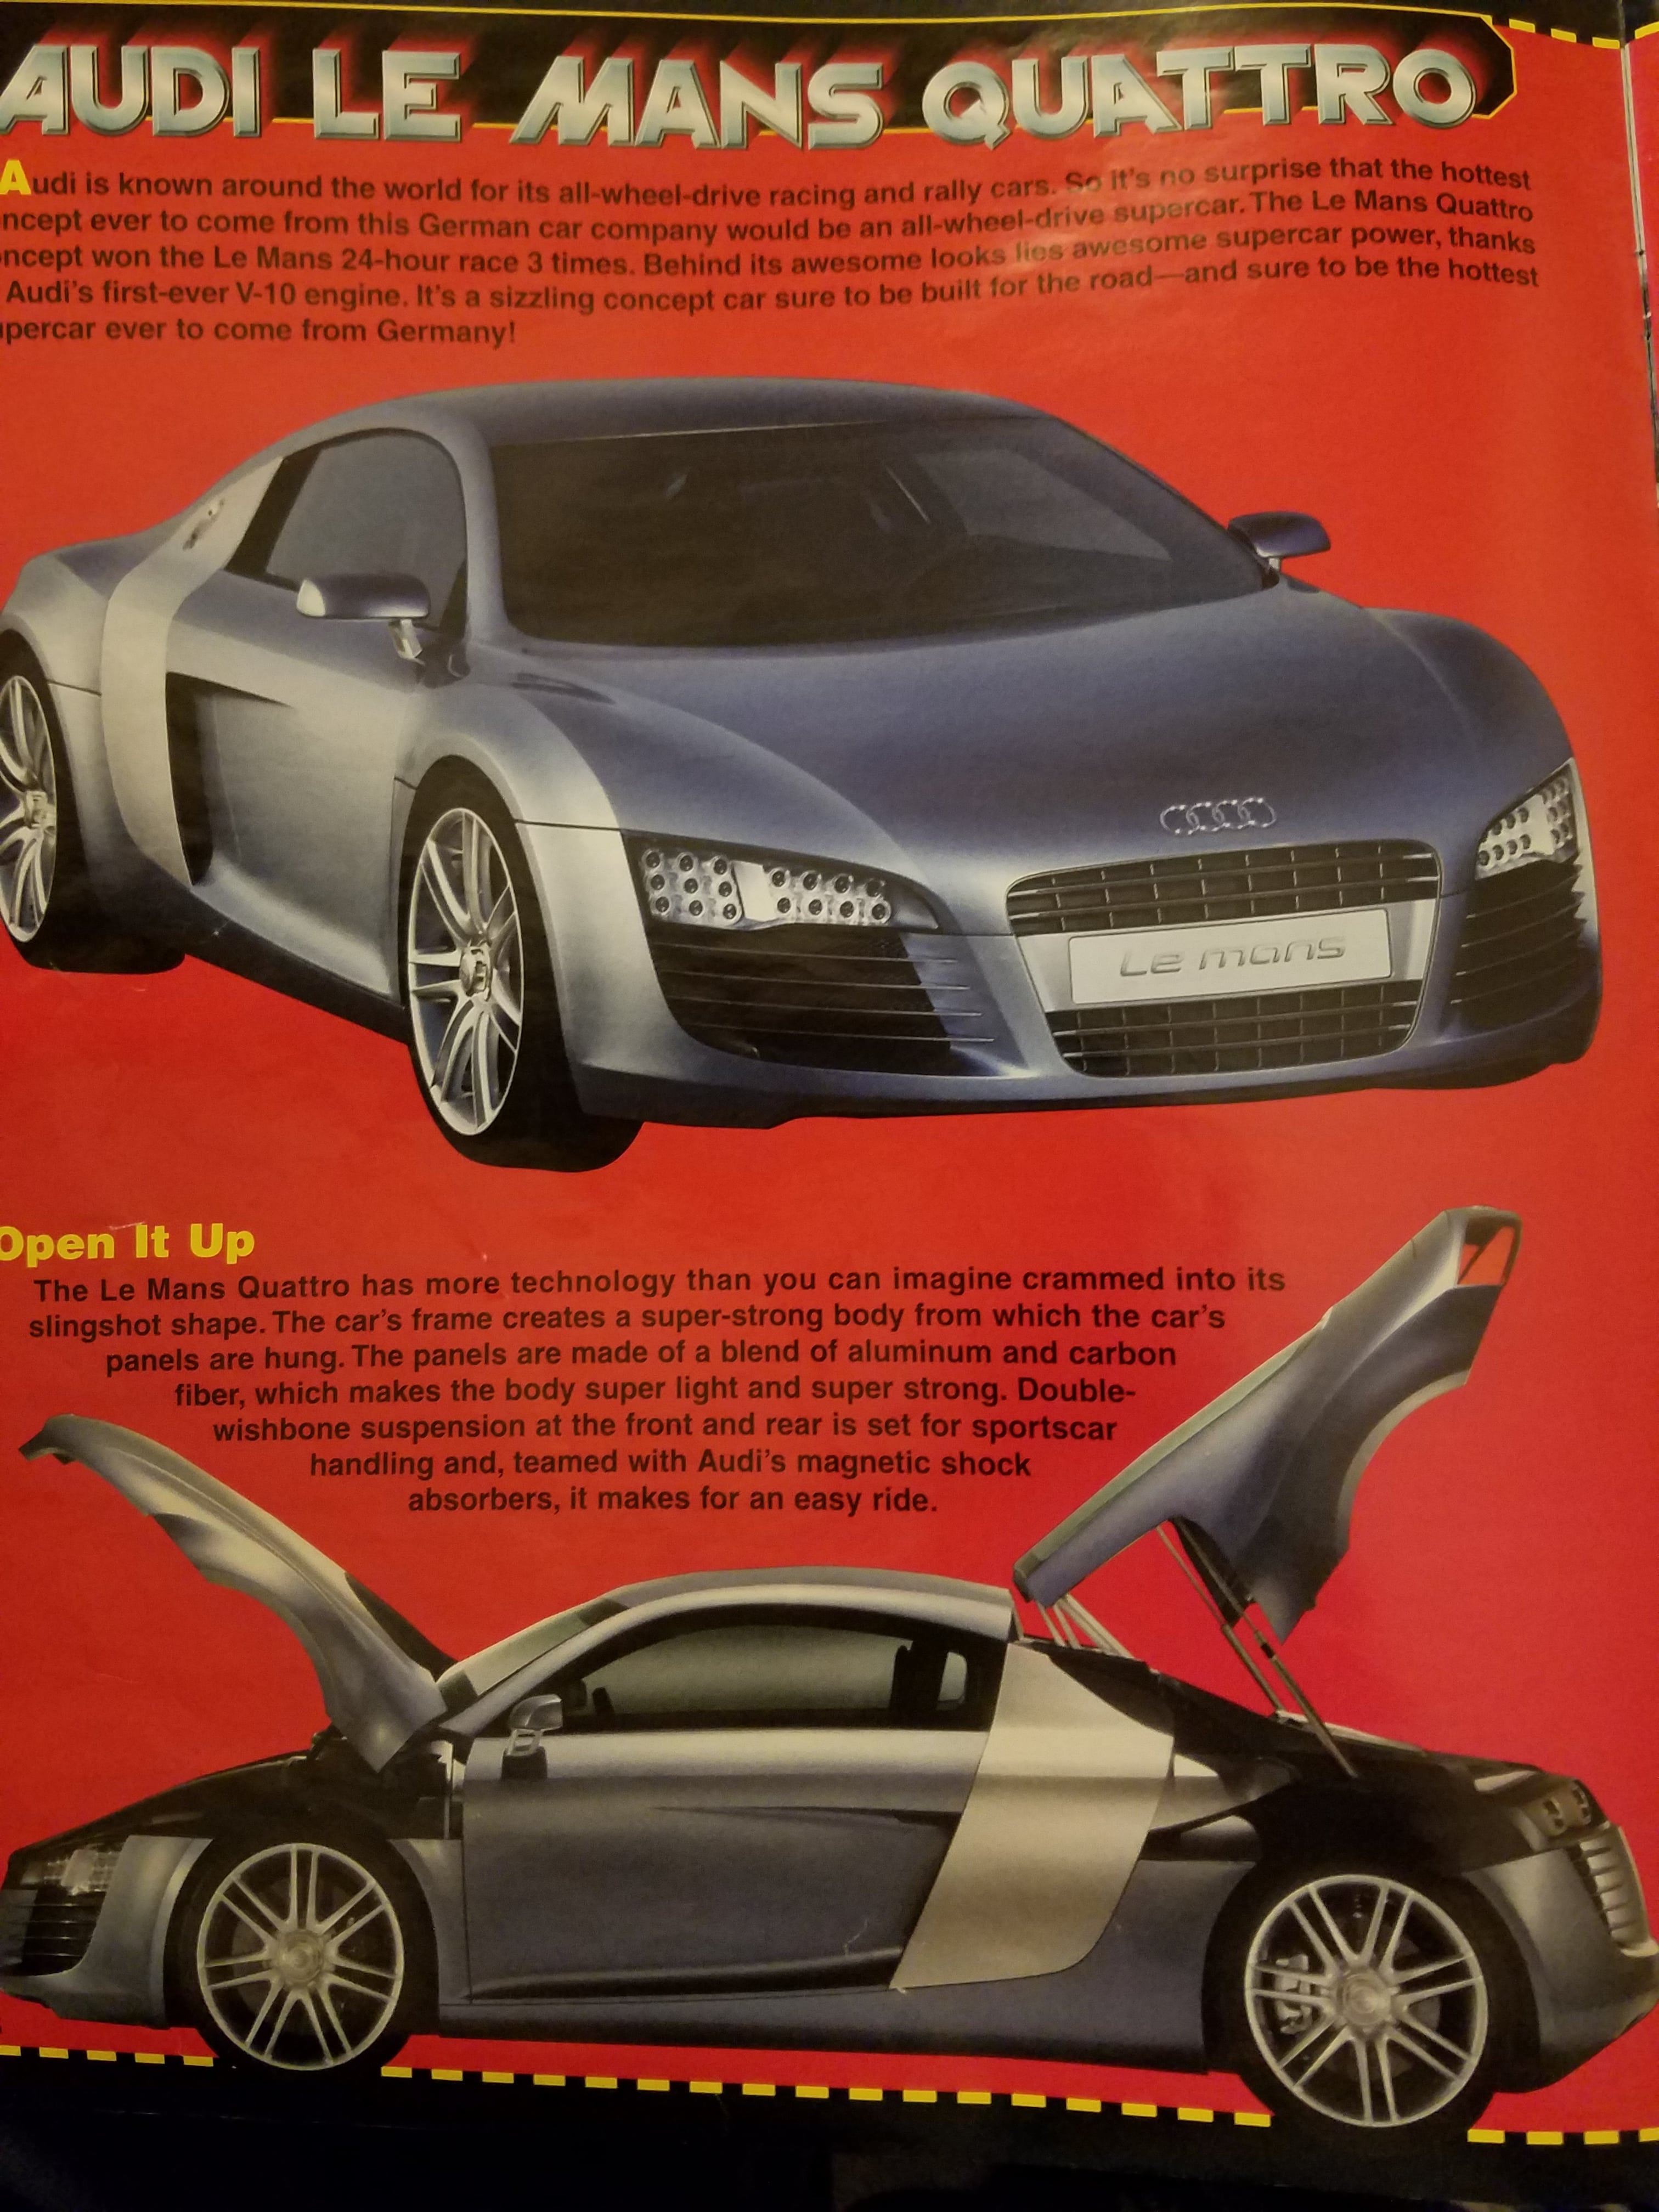 AUDI LE MANS QUATTRO
Audi is known around the world for its all-wheel-drive racing and rally cars. So it's no surprise that the hottest
ncept ever to come from this German car company would be an all-wheel-drive supercar. The Le Mans Quattro
ncept won the Le Mans 24-hour race 3 times. Behind its awesome looks lies awesome supercar power, thanks
Audi's first-ever V-10 engine. It's a sizzling concept car sure to be built for the road—and sure to be the hottest
percar ever to come from Germany!
Le mans
Open It Up
The Le Mans Quattro has more technology than you can imagine crammed into its
slingshot shape. The car's frame creates a super-strong body from which the car's
panels are hung. The panels are made of a blend of aluminum and carbon
fiber, which makes the body super light and super strong. Double-
wishbone suspension at the front and rear is set for sportscar
handling and, teamed with Audi's magnetic shock
absorbers, it makes for an easy ride.